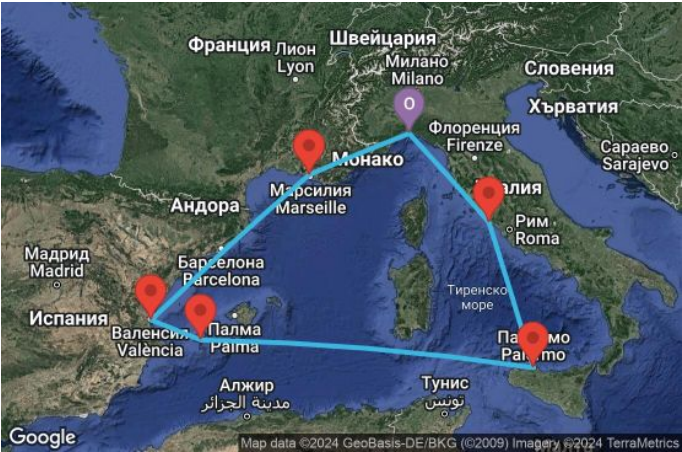 Швейцария
Франция
Лион
Lyon
Милано
Milano
Словения
Хърватия
O
Флоренция
Firenze
Сараево
Sarajevo
Монако
Марсилия
Marseille
Андора
Рим
Roma
Мадрид
Madrid
Барселона
Barcelona
Тиренско
море
Испания
Валенсия
València
Палма
Palma
Палермо
Palermo
Алжир
مدينة الجزائر
Тунис
تونس
Google
Map data ©2024 GeoBasis-DE/BKG (©2009) Imagery ©2024 TerraMetrics